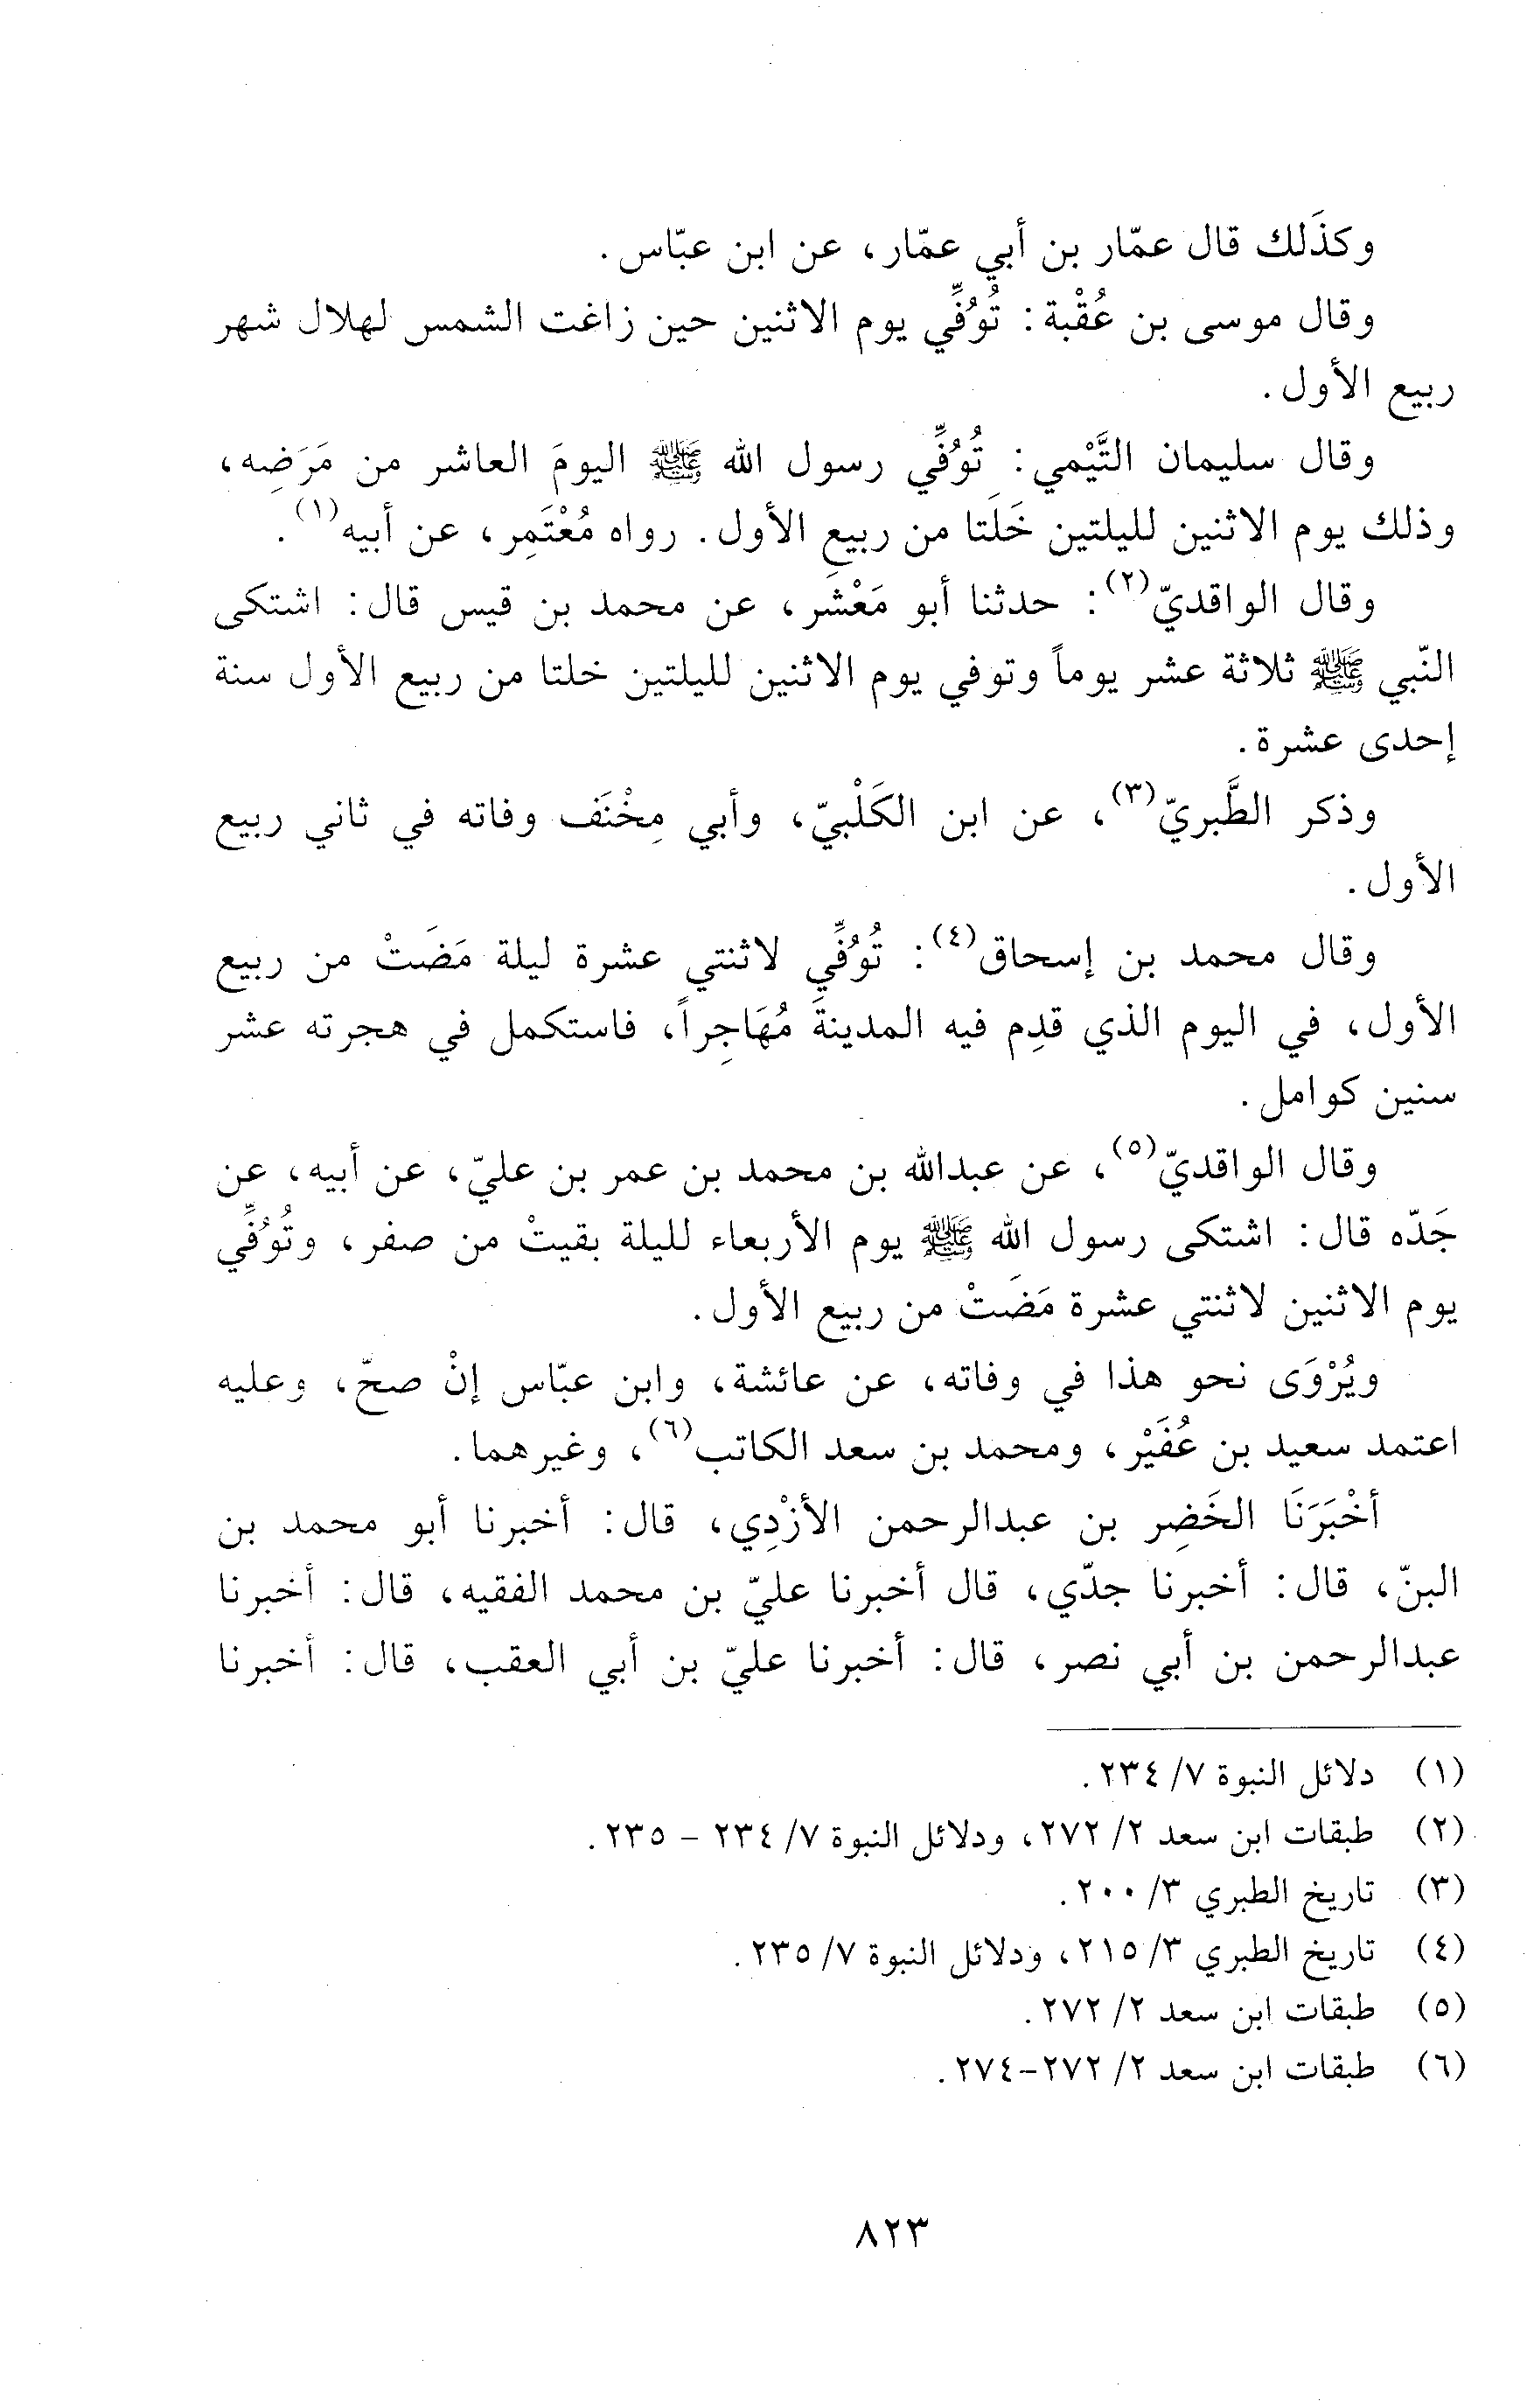 وكذَلك قال عمّار بن أبي عمّار، عن ابن عبّاس.
وقال موسى بن عُقْبة: تُوُفِّي يوم الاثنين حين زاغت الشمس لهلال شهر
ربيع الأول.
وقال سليمان التَّيْمي: تُوُفِّي رسول الله ﷺ اليومَ العاشر من مَرَضِه،
وذلك يوم الاثنين لليلتين خَلَتا من ربيع الأول. رواه مُعْتَمِر، عن أبيه(١).
وقال الواقديّ(٢): حدثنا أبو مَعْشَر، عن محمد بن قيس قال: اشتكى
النّبي ﷺ ثلاثة عشر يوماً وتوفي يوم الاثنين لليلتين خلتا من ربيع الأول سنة
إحدى عشرة.
وذكر الطَّبريّ(٣)، عن ابن الكَلْبيّ، وأبي مِخْنَف وفاته في ثاني ربيع
الأول.
وقال محمد بن إسحاق(٤): تُوُفِّي لاثنتي عشرة ليلة مَضَتْ من ربيع
الأول، في اليوم الذي قدِم فيه المدينةَ مُهَاجِراً، فاستكمل في هجرته عشر
سنين كوامل.
وقال الواقديّ(٥)، عن عبدالله بن محمد بن عمر بن عليّ، عن أبيه، عن
جَدّه قال: اشتكى رسول الله ﷺ يوم الأربعاء لليلة بقيتْ من صفر، وتُوُفِّي
يوم الاثنين لاثنتي عشرة مَضَتْ من ربيع الأول.
ويُرْوَى نحو هذا في وفاته، عن عائشة، وابن عبّاس إنْ صحّ، وعليه
اعتمد سعيد بن عُفَيْر، ومحمد بن سعد الكاتب(٦)، وغيرهما.
أخْبَرَنَا الخَضِر بن عبدالرحمن الأزْدِي، قال: أخبرنا أبو محمد بن
البنّ، قال: أخبرنا جدّي، قال أخبرنا عليّ بن محمد الفقيه، قال: أخبرنا
عبدالرحمن بن أبي نصر، قال: أخبرنا عليّ بن أبي العقب، قال: أخبرنا
(١) دلائل النبوة ٧/ ٢٣٤.
(٢) طبقات ابن سعد ٢/ ٢٧٢، ودلائل النبوة ٧/ ٢٣٤ - ٢٣٥.
(٣) تاريخ الطبري ٣/ ٢٠٠.
(٤) تاريخ الطبري ٣/ ٢١٥، ودلائل النبوة ٧/ ٢٣٥.
(٥) طبقات ابن سعد ٢/ ٢٧٢.
(٦) طبقات ابن سعد ٢/ ٢٧٢-٢٧٤.
٨٢٣